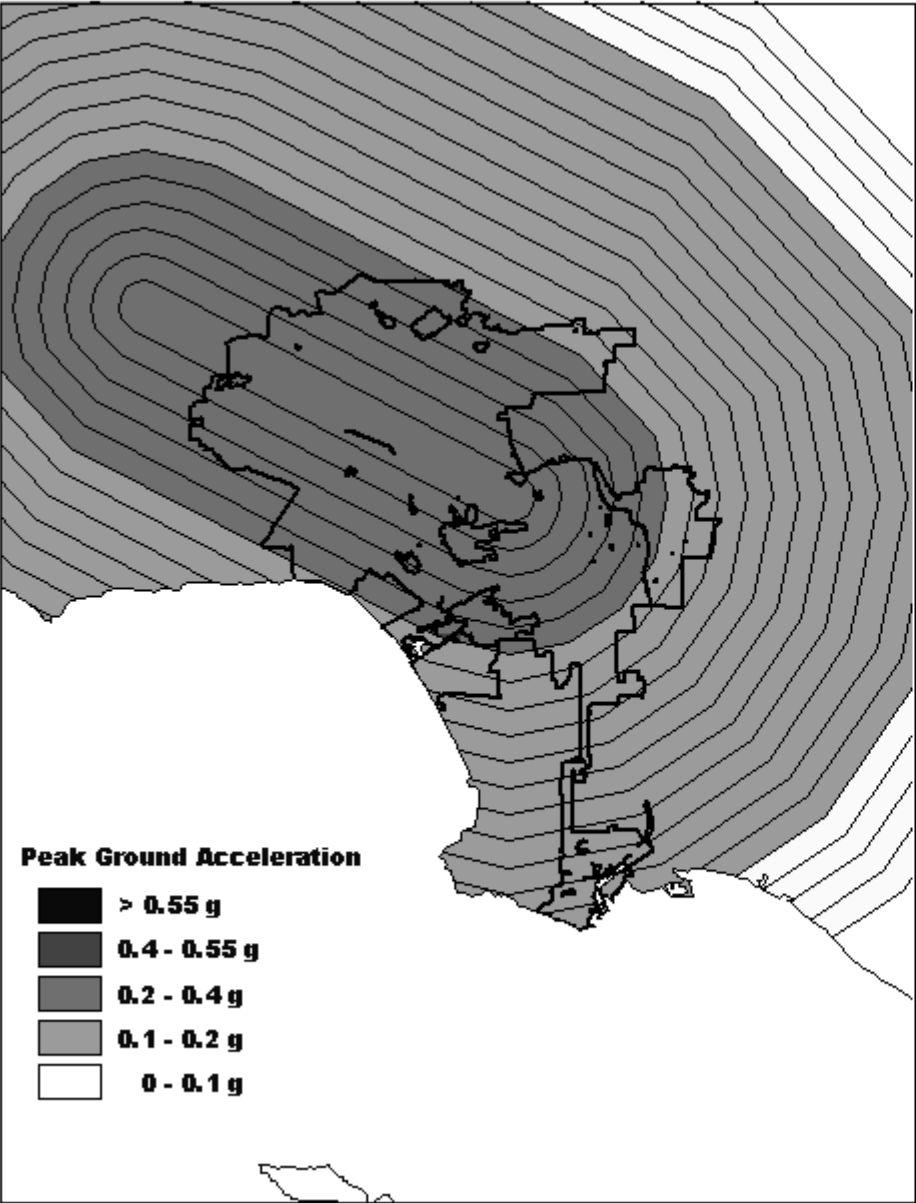 Peak Ground Acceleration
> 0.55 g
0.4 - 0.55 g
0.2 - 0.4 g
0.1 - 0.2 g
0 - 0.1 g